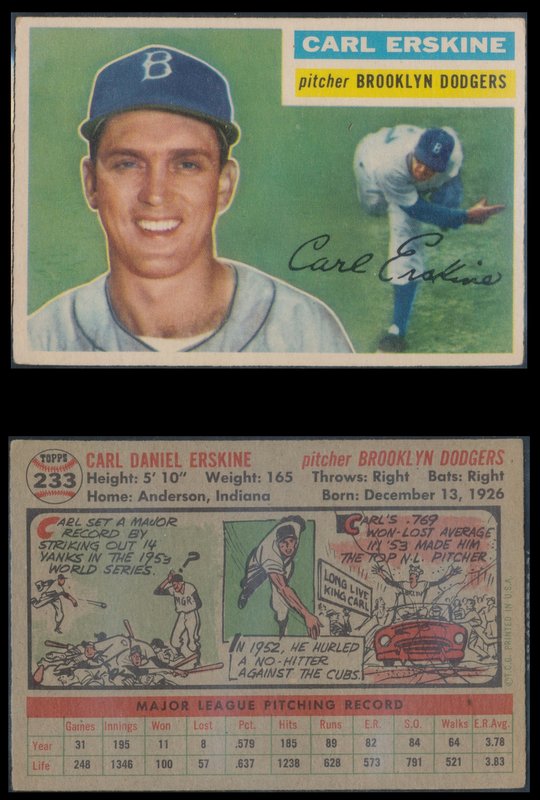 B
CARL ERSKINE
pitcher BROOKLYN DODGERS
B
Carl Erskine
TOPPS
233
CARL DANIEL ERSKINE pitcher BROOKLYN DODGERS
Height: 5' 10" Weight: 165 Throws: Right Bats: Right
Home: Anderson, Indiana Born: December 13, 1926
CARL SET A MAJOR
RECORD BY
STRIKING OUT 14
YANKS IN THE 1953
WORLD SERIES.
?
MGR.
IN 1952, HE HURLED
A NO-HITTER
AGAINST THE CUBS.
CARL'S .769
WON-LOST AVERAGE
IN '53 MADE HIM
THE TOP N.L. PITCHER.
LONG LIVE
KING CARL
©T.C.G. PRINTED IN U.S.A.
MAJOR LEAGUE PITCHING RECORD
Games Innings Won Lost Pct. Hits Runs E.R. S.O. Walks E.R.Avg.
Year 31 195 11 8 .579 185 89 82 84 64 3.78
Life 248 1346 100 57 .637 1238 628 573 791 521 3.83